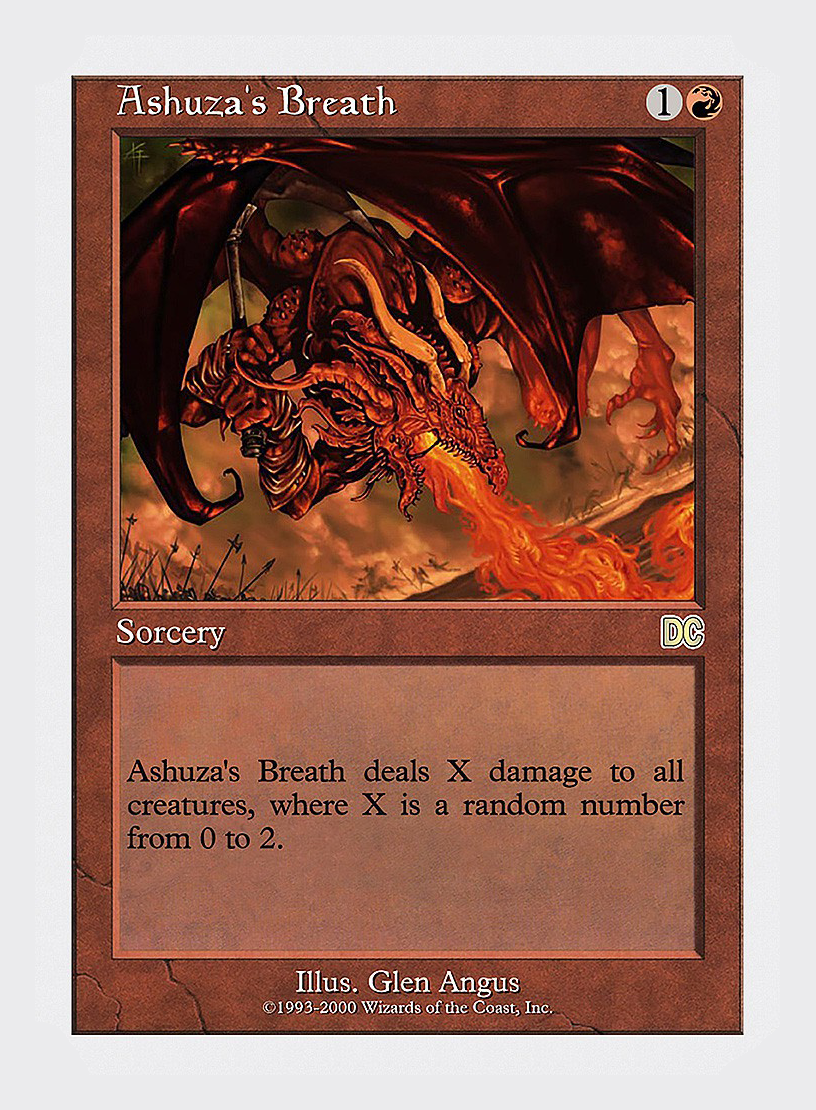 Ashuza's Breath 1
Sorcery DC
Ashuza's Breath deals X damage to all
creatures, where X is a random number
from 0 to 2.
Illus. Glen Angus
©1993-2000 Wizards of the Coast, Inc.